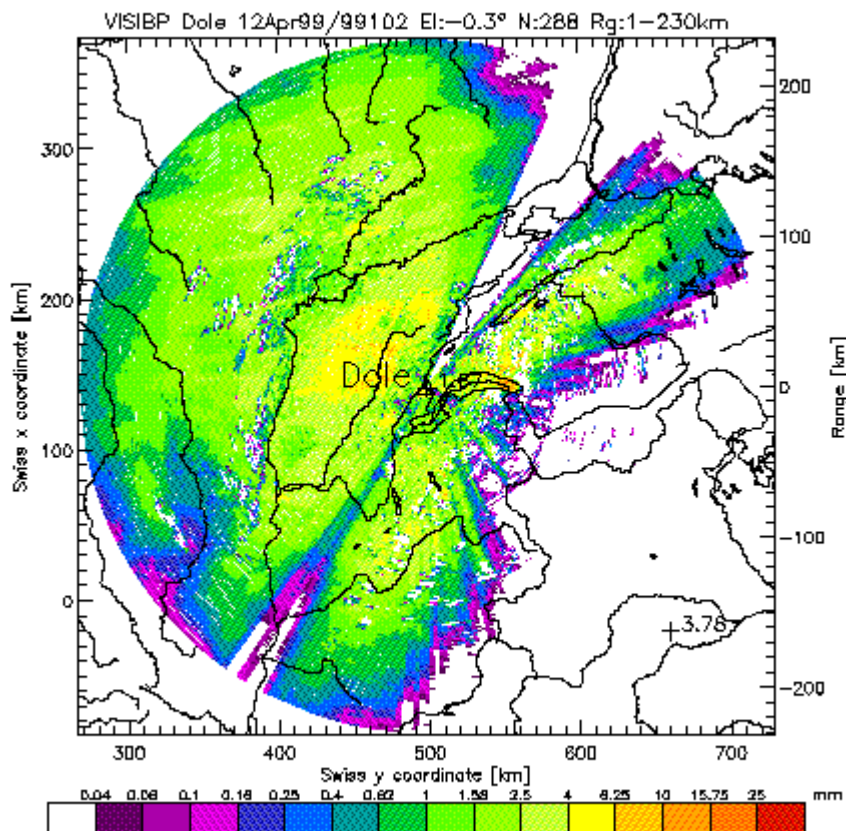 VISIBP Dole 12Apr99/99102 El:-0.3° N:288 Rg:1-230km
300
200
100
0
Swiss x coordinate [km]
200
100
0
-100
-200
Range [km]
Dole
3.78
300 400 500 600 700
Swiss y coordinate [km]
0.04 0.06 0.1 0.16 0.25 0.4 0.62 1 1.58 2.5 4 6.25 10 15.75 25 mm